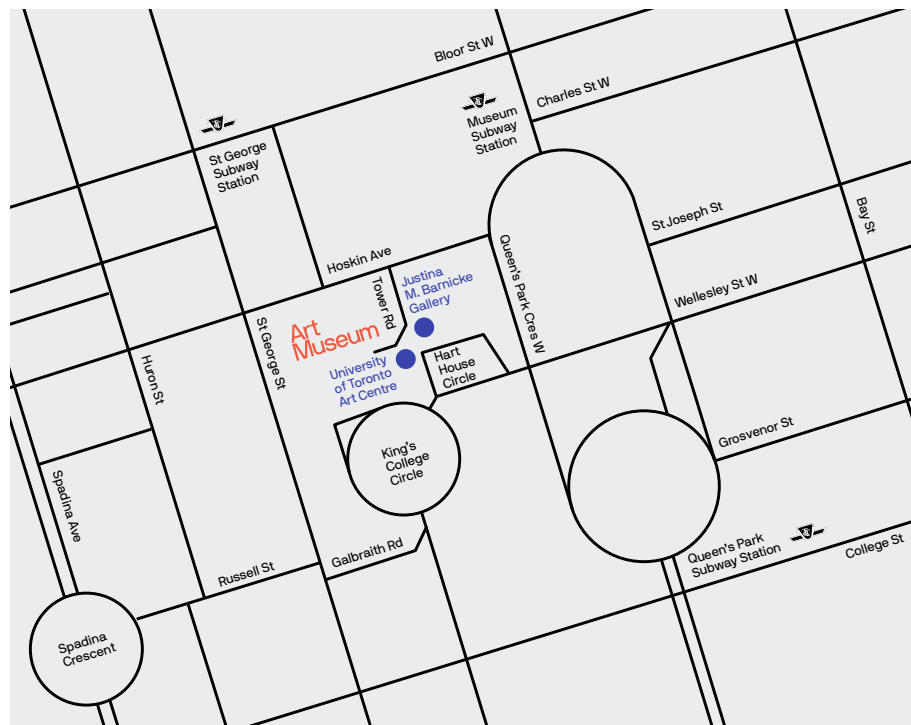 Bloor St W
Charles St W
Museum
Subway
Station
St George
Subway
Station
St Joseph St
Bay St
Hoskin Ave
Queen's Park Cres W
Tower Rd
Justina
M. Barnicke
Gallery
Wellesley St W
Art
Museum
St George St
Huron St
University
of Toronto
Art Centre
Hart
House
Circle
King's
College
Circle
Grosvenor St
Spadina Ave
Queen's Park
Subway Station
College St
Galbraith Rd
Russell St
Spadina
Crescent